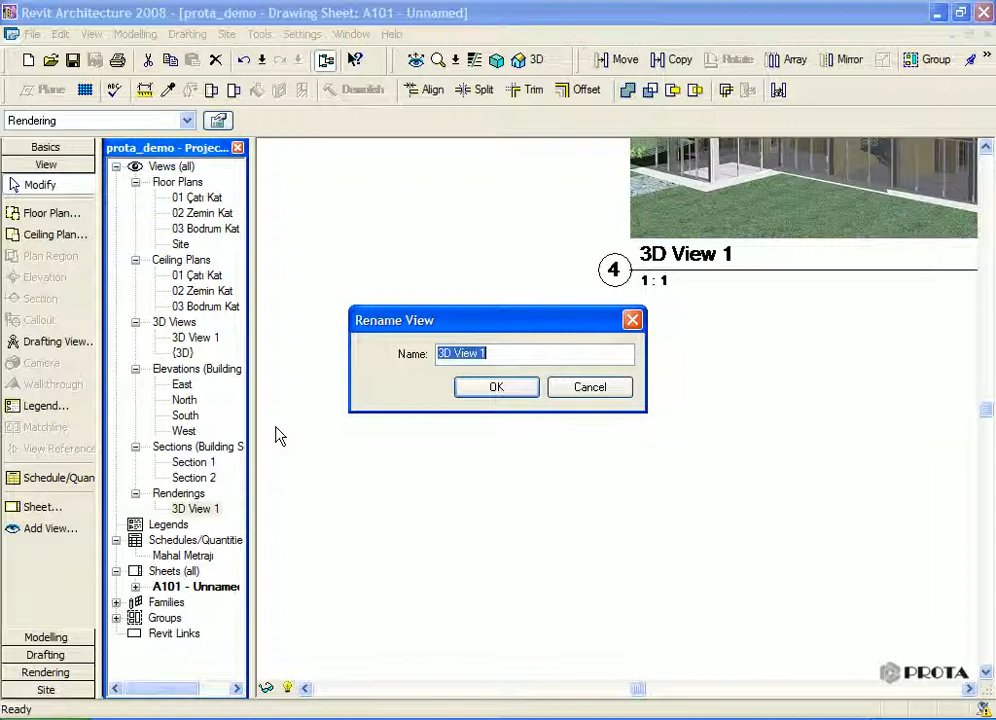 Revit Architecture 2008 - [prota_demo - Drawing Sheet: A101 - Unnamed]
File Edit View Modelling Drafting Site Tools Settings Window Help
3D Move Copy Rotate Array Mirror Group
Plane Demolish Align Split Trim Offset
Rendering
Basics
View
Modify
Floor Plan...
Ceiling Plan...
Plan Region
Elevation
Section
Callout
Drafting View..
Camera
Walkthrough
Legend...
Matchline
View Reference
Schedule/Quan
Sheet...
Add View...
Modelling
Drafting
Rendering
Site
prota_demo - Projec...
Views (all)
Floor Plans
01 Çatı Kat
02 Zemin Kat
03 Bodrum Kat
Site
Ceiling Plans
01 Çatı Kat
02 Zemin Kat
03 Bodrum Kat
3D Views
3D View 1
{3D}
Elevations (Building
East
North
South
West
Sections (Building S
Section 1
Section 2
Renderings
3D View 1
Legends
Schedules/Quantitie
Mahal Metrajı
Sheets (all)
A101 - Unnamed
Families
Groups
Revit Links
4
3D View 1
1 : 1
Rename View
Name: 3D View 1
OK Cancel
PROTA
Ready